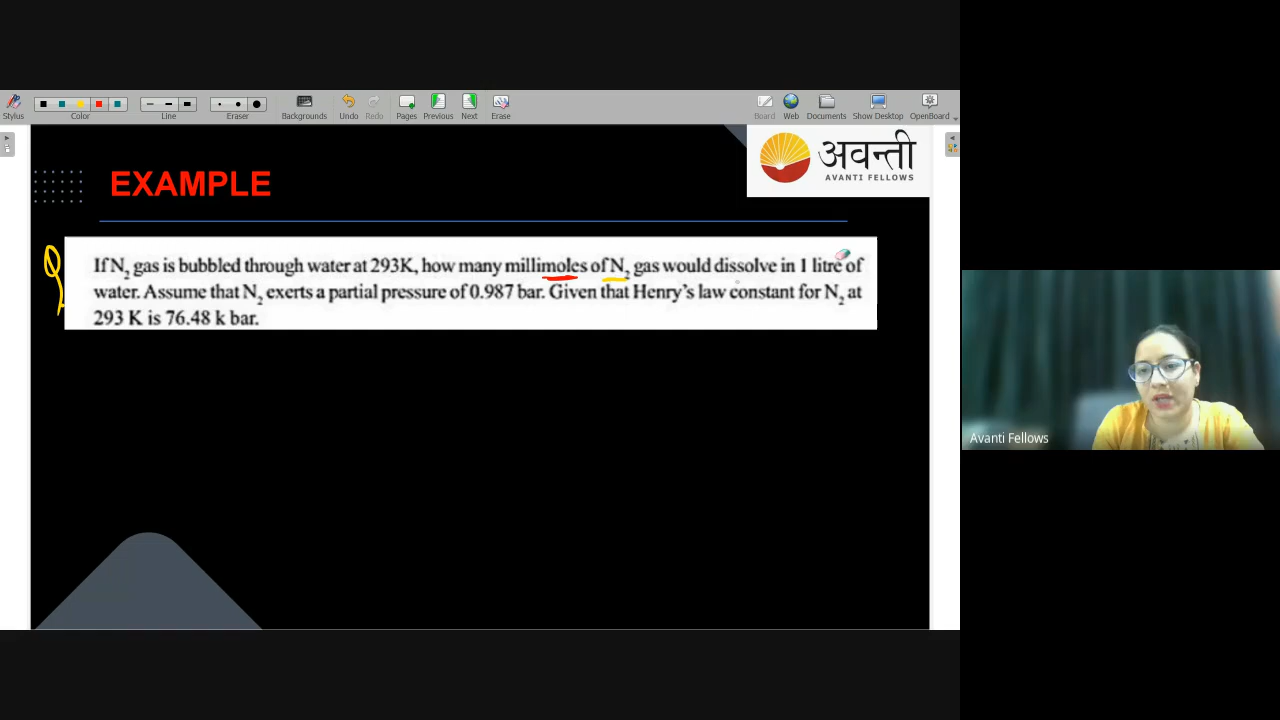 Stylus Color Line Eraser Backgrounds Undo Redo Pages Previous Next Erase Board Web Documents Show Desktop OpenBoard
अवन्ती
AVANTI FELLOWS
EXAMPLE
If N₂ gas is bubbled through water at 293K, how many millimoles of N₂ gas would dissolve in 1 litre of
water. Assume that N₂ exerts a partial pressure of 0.987 bar. Given that Henry's law constant for N₂ at
293 K is 76.48 k bar.
Avanti Fellows